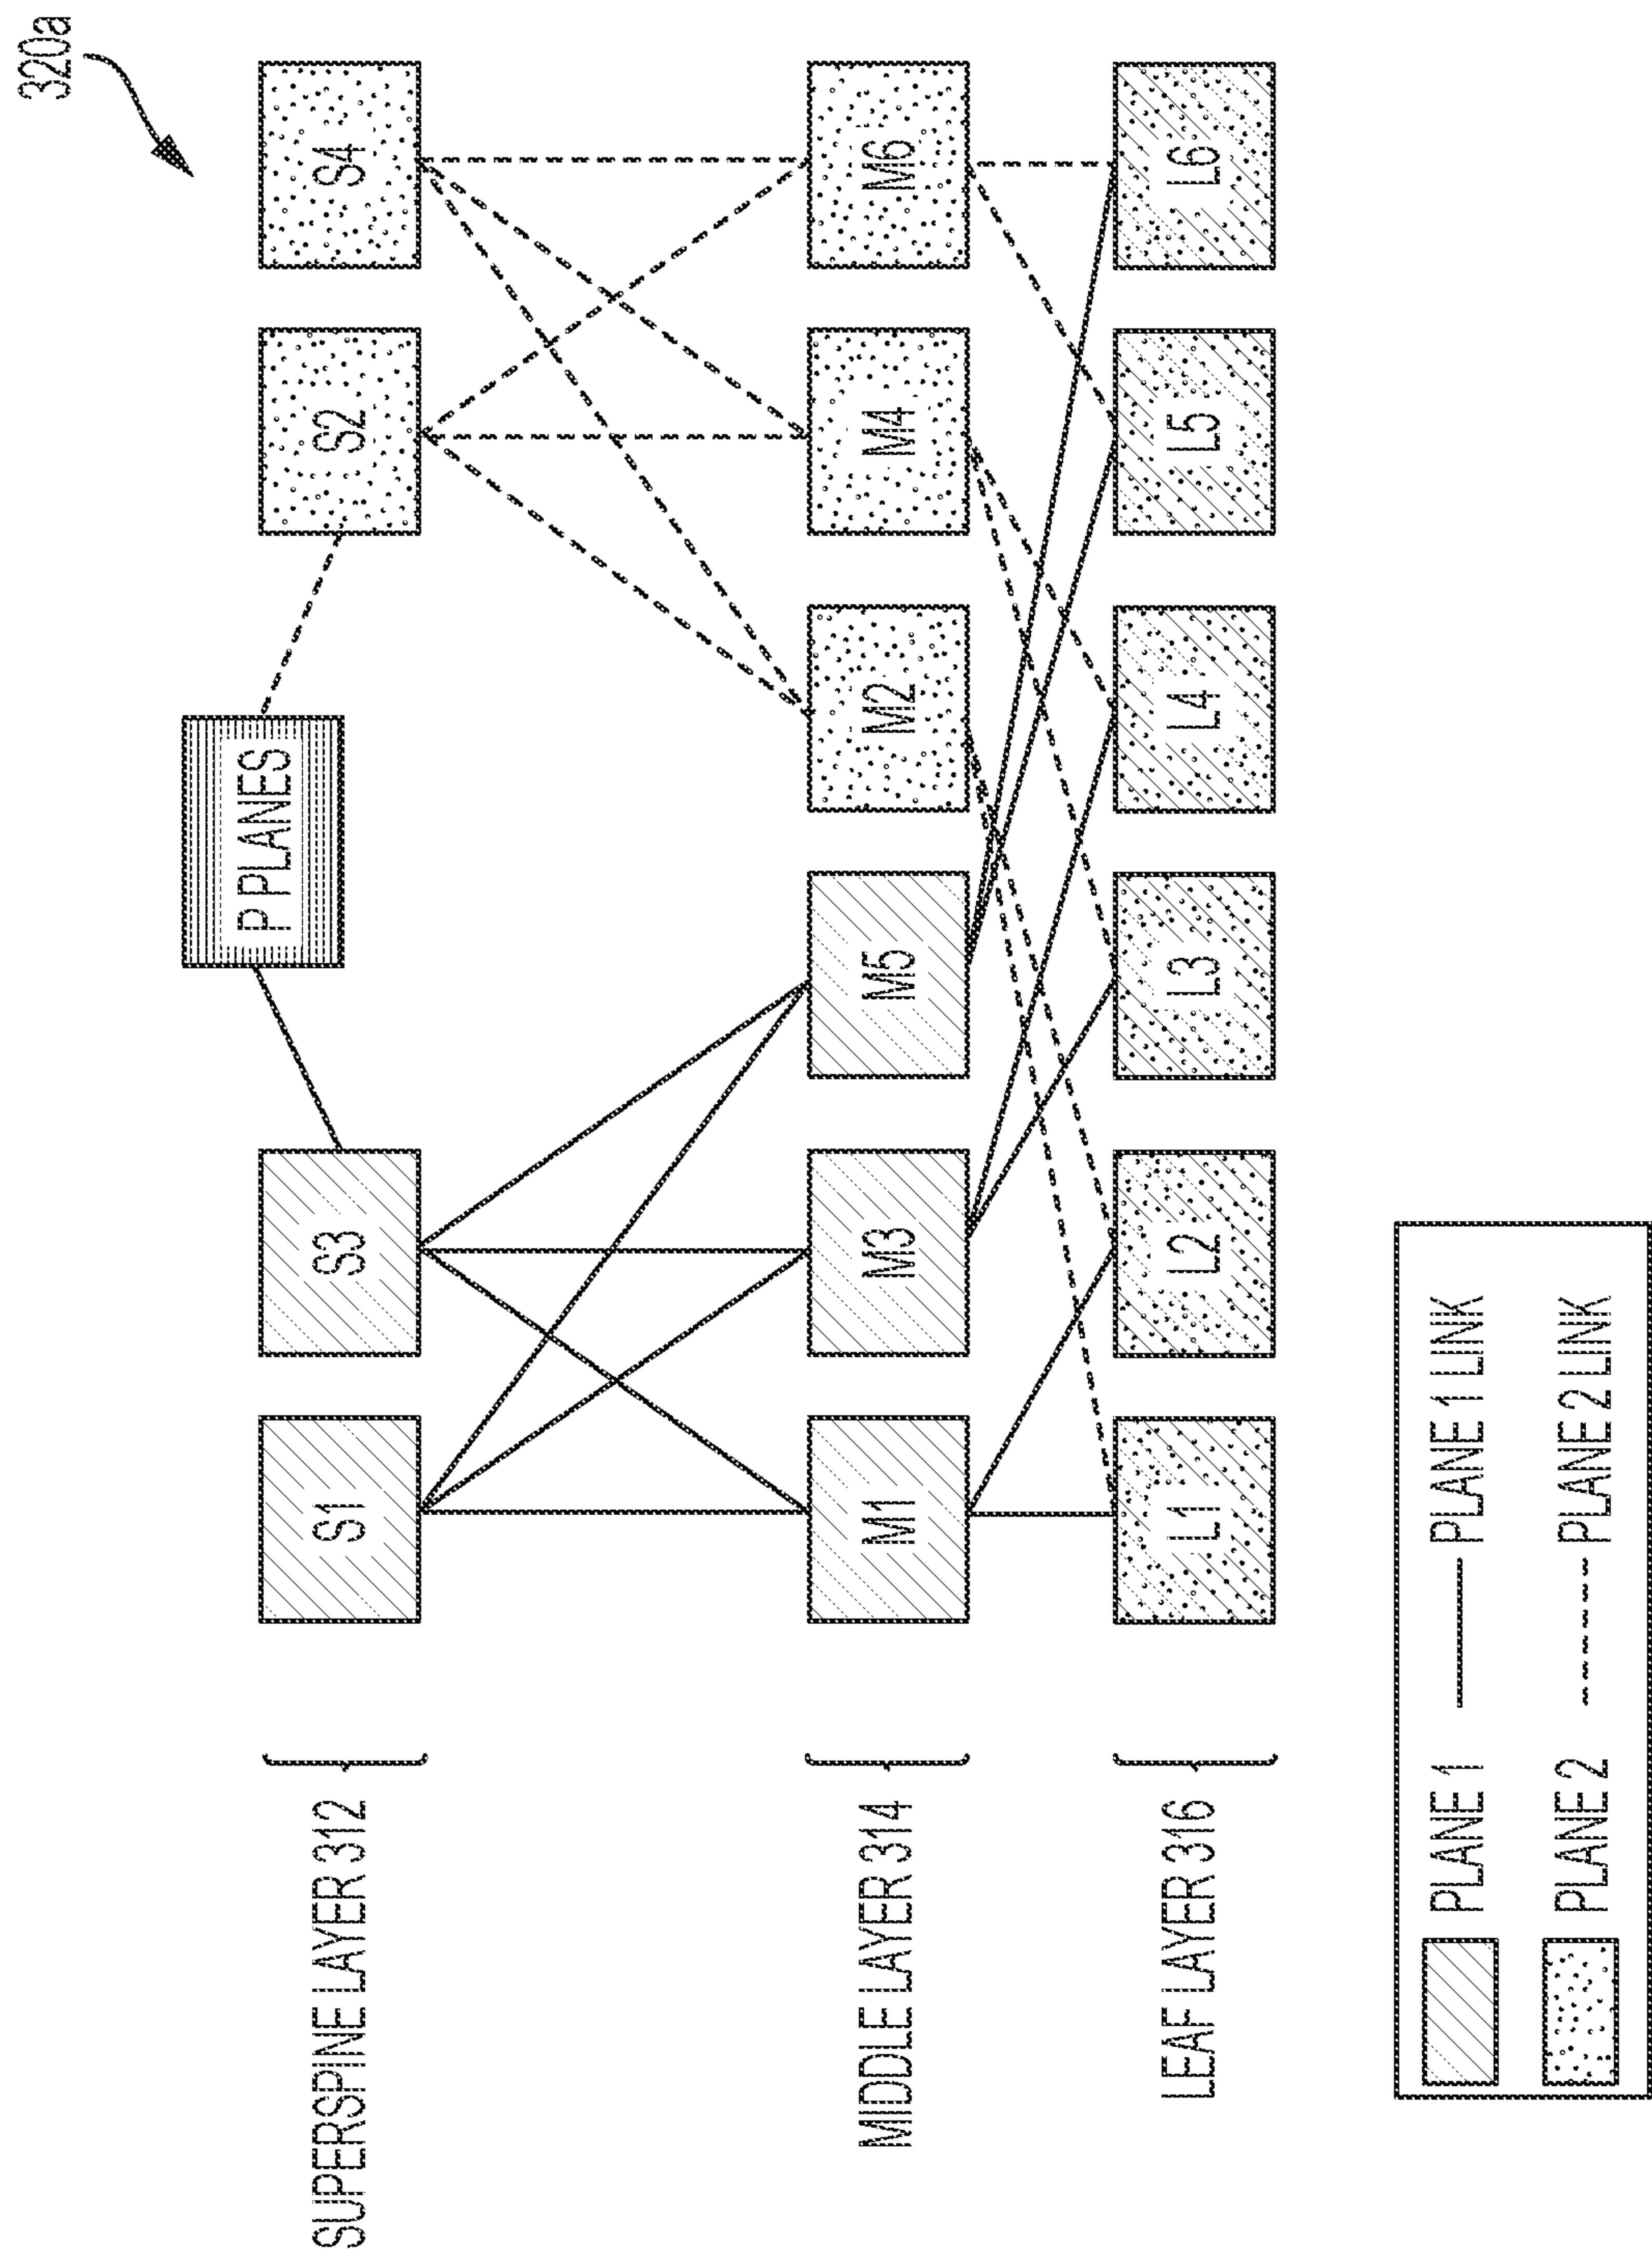 320a
P PLANES
SUPERSPINE LAYER 312
S1
S3
S2
S4
MIDDLE LAYER 314
M1
M3
M5
M2
M4
M6
LEAF LAYER 316
L1
L2
L3
L4
L5
L6
PLANE 1
PLANE 1 LINK
PLANE 2
PLANE 2 LINK